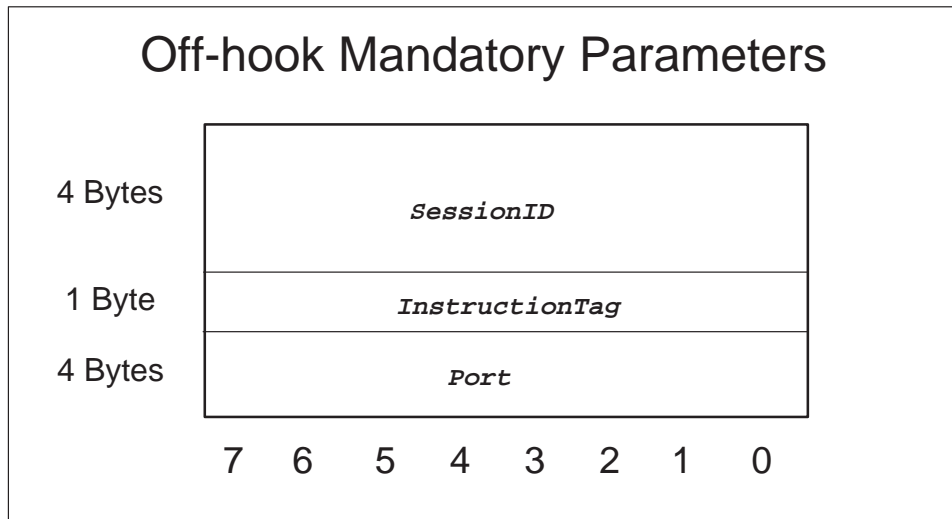 Off-hook Mandatory Parameters
4 Bytes
SessionID
1 Byte
InstructionTag
4 Bytes
Port
7 6 5 4 3 2 1 0